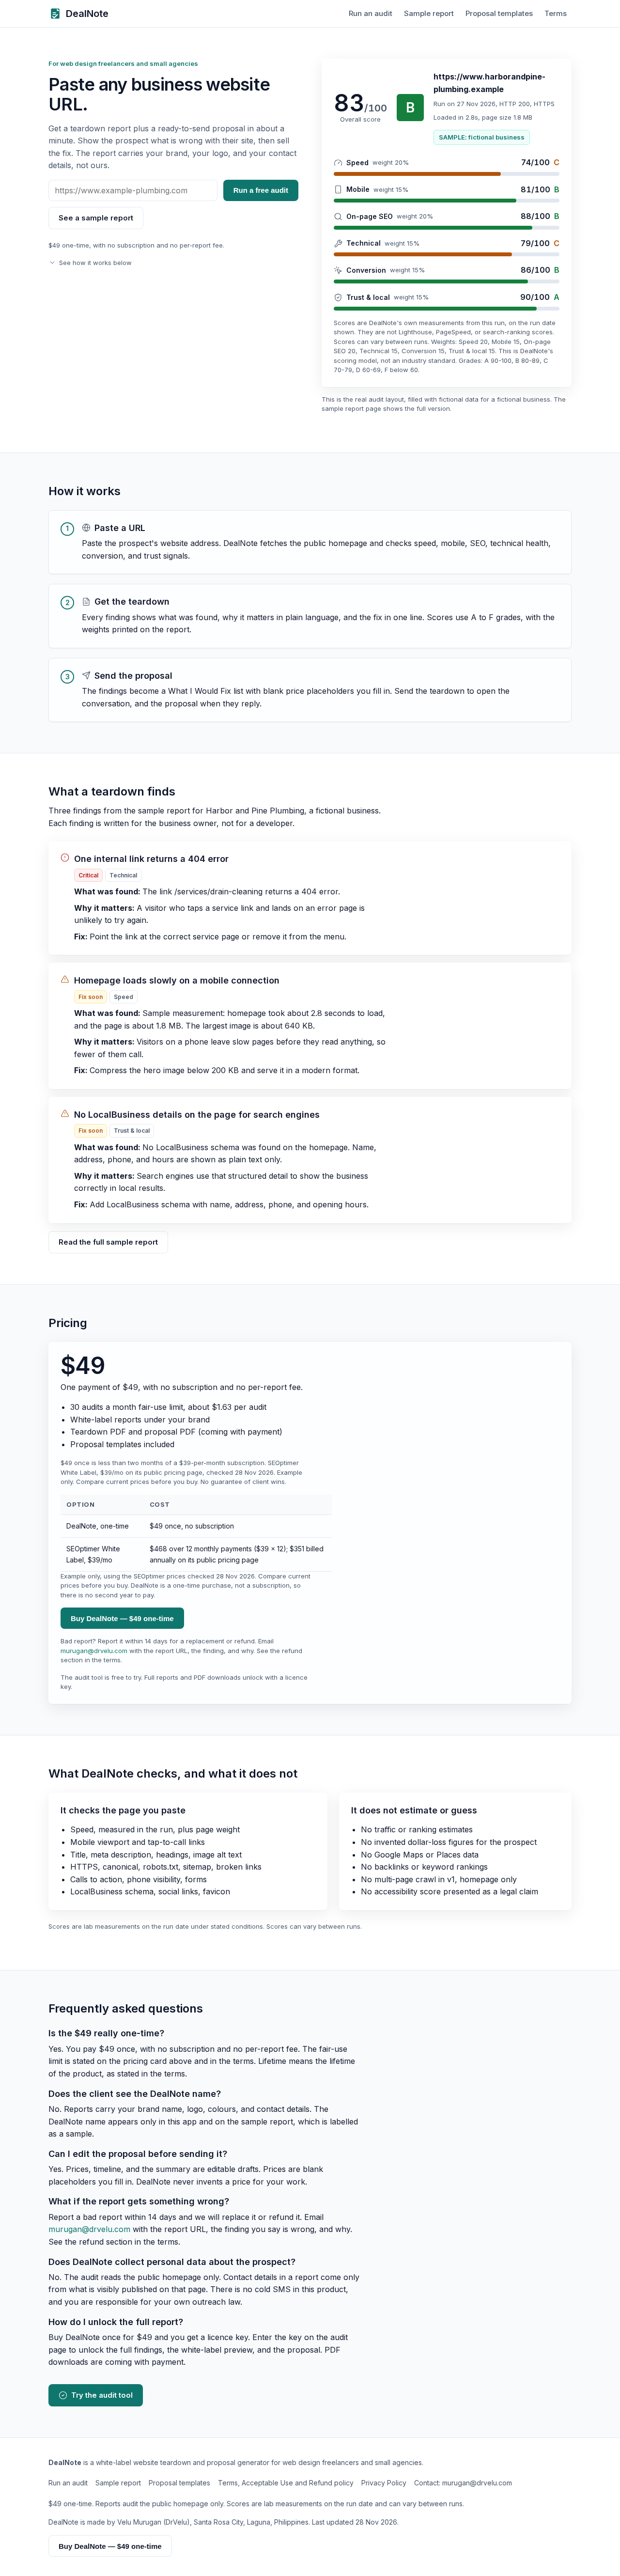 DealNote
Run an audit
Sample report
Proposal templates
Terms
For web design freelancers and small agencies
Paste any business website
URL.
Get a teardown report plus a ready-to-send proposal in about a
minute. Show the prospect what is wrong with their site, then sell
the fix. The report carries your brand, your logo, and your contact
details, not ours.
https://www.example-plumbing.com
Run a free audit
See a sample report
$49 one-time, with no subscription and no per-report fee.
See how it works below
83/100
Overall score
B
https://www.harborandpine-
plumbing.example
Run on 27 Nov 2026, HTTP 200, HTTPS
Loaded in 2.8s, page size 1.8 MB
SAMPLE: fictional business
Speed weight 20% 74/100 C
Mobile weight 15% 81/100 B
On-page SEO weight 20% 88/100 B
Technical weight 15% 79/100 C
Conversion weight 15% 86/100 B
Trust & local weight 15% 90/100 A
Scores are DealNote's own measurements from this run, on the run date
shown. They are not Lighthouse, PageSpeed, or search-ranking scores.
Scores can vary between runs. Weights: Speed 20, Mobile 15, On-page
SEO 20, Technical 15, Conversion 15, Trust & local 15. This is DealNote's
scoring model, not an industry standard. Grades: A 90-100, B 80-89, C
70-79, D 60-69, F below 60.
This is the real audit layout, filled with fictional data for a fictional business. The
sample report page shows the full version.
How it works
1
Paste a URL
Paste the prospect's website address. DealNote fetches the public homepage and checks speed, mobile, SEO, technical health,
conversion, and trust signals.
2
Get the teardown
Every finding shows what was found, why it matters in plain language, and the fix in one line. Scores use A to F grades, with the
weights printed on the report.
3
Send the proposal
The findings become a What I Would Fix list with blank price placeholders you fill in. Send the teardown to open the
conversation, and the proposal when they reply.
What a teardown finds
Three findings from the sample report for Harbor and Pine Plumbing, a fictional business.
Each finding is written for the business owner, not for a developer.
One internal link returns a 404 error
Critical
Technical
What was found: The link /services/drain-cleaning returns a 404 error.
Why it matters: A visitor who taps a service link and lands on an error page is
unlikely to try again.
Fix: Point the link at the correct service page or remove it from the menu.
Homepage loads slowly on a mobile connection
Fix soon
Speed
What was found: Sample measurement: homepage took about 2.8 seconds to load,
and the page is about 1.8 MB. The largest image is about 640 KB.
Why it matters: Visitors on a phone leave slow pages before they read anything, so
fewer of them call.
Fix: Compress the hero image below 200 KB and serve it in a modern format.
No LocalBusiness details on the page for search engines
Fix soon
Trust & local
What was found: No LocalBusiness schema was found on the homepage. Name,
address, phone, and hours are shown as plain text only.
Why it matters: Search engines use that structured detail to show the business
correctly in local results.
Fix: Add LocalBusiness schema with name, address, phone, and opening hours.
Read the full sample report
Pricing
$49
One payment of $49, with no subscription and no per-report fee.
• 30 audits a month fair-use limit, about $1.63 per audit
• White-label reports under your brand
• Teardown PDF and proposal PDF (coming with payment)
• Proposal templates included
$49 once is less than two months of a $39-per-month subscription. SEOptimer
White Label, $39/mo on its public pricing page, checked 28 Nov 2026. Example
only. Compare current prices before you buy. No guarantee of client wins.
OPTION
COST
DealNote, one-time
$49 once, no subscription
SEOptimer White
Label, $39/mo
$468 over 12 monthly payments ($39 × 12); $351 billed
annually on its public pricing page
Example only, using the SEOptimer prices checked 28 Nov 2026. Compare current
prices before you buy. DealNote is a one-time purchase, not a subscription, so
there is no second year to pay.
Buy DealNote — $49 one-time
Bad report? Report it within 14 days for a replacement or refund. Email
murugan@drvelu.com with the report URL, the finding, and why. See the refund
section in the terms.
The audit tool is free to try. Full reports and PDF downloads unlock with a licence
key.
What DealNote checks, and what it does not
It checks the page you paste
• Speed, measured in the run, plus page weight
• Mobile viewport and tap-to-call links
• Title, meta description, headings, image alt text
• HTTPS, canonical, robots.txt, sitemap, broken links
• Calls to action, phone visibility, forms
• LocalBusiness schema, social links, favicon
It does not estimate or guess
• No traffic or ranking estimates
• No invented dollar-loss figures for the prospect
• No Google Maps or Places data
• No backlinks or keyword rankings
• No multi-page crawl in v1, homepage only
• No accessibility score presented as a legal claim
Scores are lab measurements on the run date under stated conditions. Scores can vary between runs.
Frequently asked questions
Is the $49 really one-time?
Yes. You pay $49 once, with no subscription and no per-report fee. The fair-use
limit is stated on the pricing card above and in the terms. Lifetime means the lifetime
of the product, as stated in the terms.
Does the client see the DealNote name?
No. Reports carry your brand name, logo, colours, and contact details. The
DealNote name appears only in this app and on the sample report, which is labelled
as a sample.
Can I edit the proposal before sending it?
Yes. Prices, timeline, and the summary are editable drafts. Prices are blank
placeholders you fill in. DealNote never invents a price for your work.
What if the report gets something wrong?
Report a bad report within 14 days and we will replace it or refund it. Email
murugan@drvelu.com with the report URL, the finding you say is wrong, and why.
See the refund section in the terms.
Does DealNote collect personal data about the prospect?
No. The audit reads the public homepage only. Contact details in a report come only
from what is visibly published on that page. There is no cold SMS in this product,
and you are responsible for your own outreach law.
How do I unlock the full report?
Buy DealNote once for $49 and you get a licence key. Enter the key on the audit
page to unlock the full findings, the white-label preview, and the proposal. PDF
downloads are coming with payment.
Try the audit tool
DealNote is a white-label website teardown and proposal generator for web design freelancers and small agencies.
Run an audit
Sample report
Proposal templates
Terms, Acceptable Use and Refund policy
Privacy Policy
Contact: murugan@drvelu.com
$49 one-time. Reports audit the public homepage only. Scores are lab measurements on the run date and can vary between runs.
DealNote is made by Velu Murugan (DrVelu), Santa Rosa City, Laguna, Philippines. Last updated 28 Nov 2026.
Buy DealNote — $49 one-time